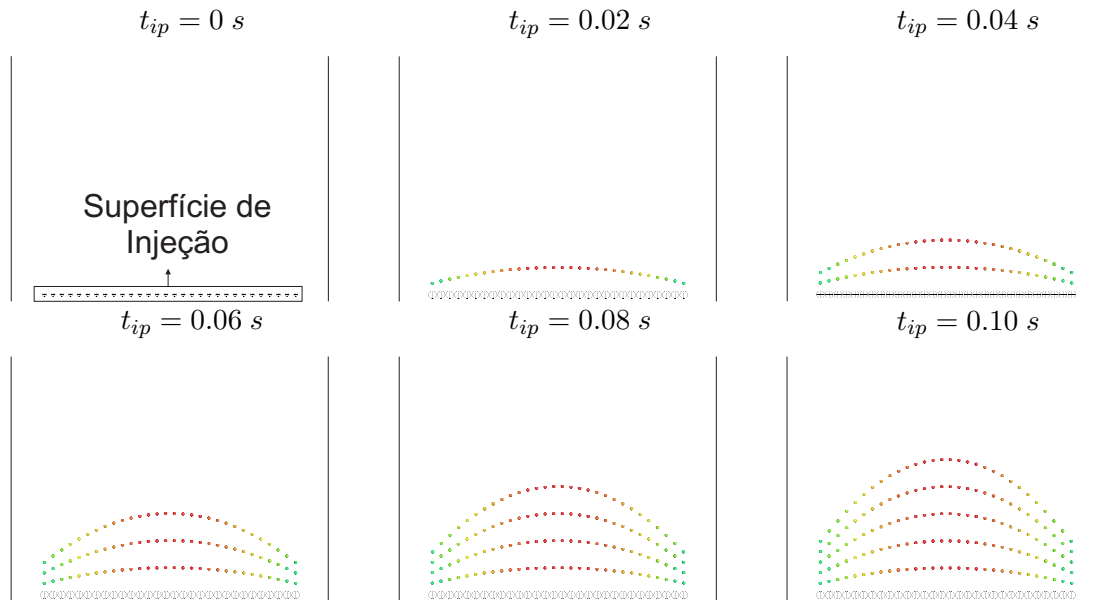 t_{ip} = 0 s
t_{ip} = 0.02 s
t_{ip} = 0.04 s
Superfície de
Injeção
t_{ip} = 0.06 s
t_{ip} = 0.08 s
t_{ip} = 0.10 s